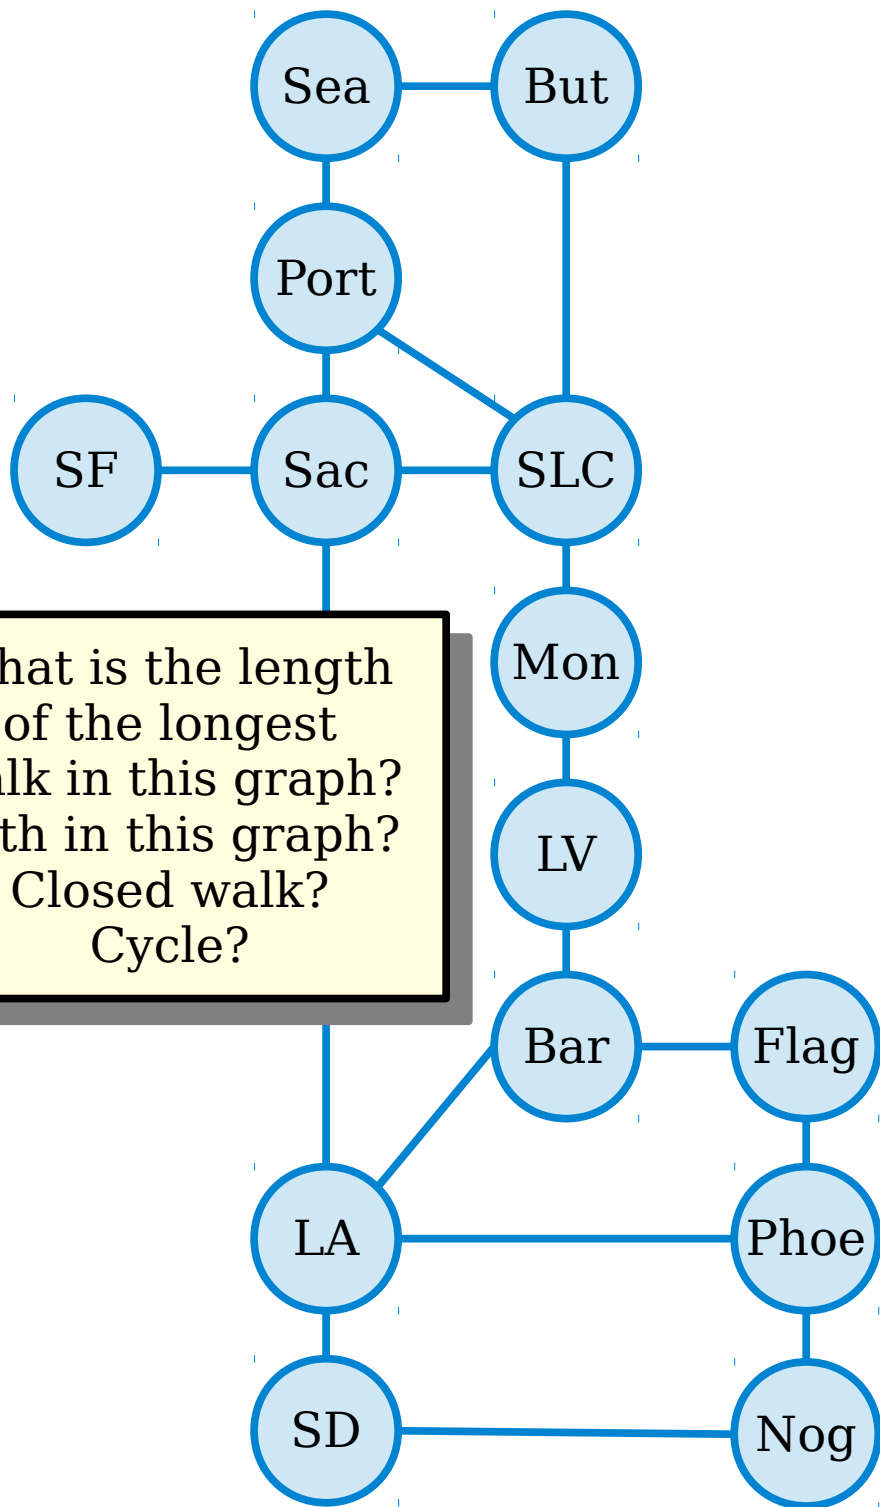 Sea
But
Port
SF
Sac
SLC
hat is the length
of the longest
lk in this graph?
th in this graph?
Closed walk?
Cycle?
Mon
LV
Bar
Flag
LA
Phoe
SD
Nog